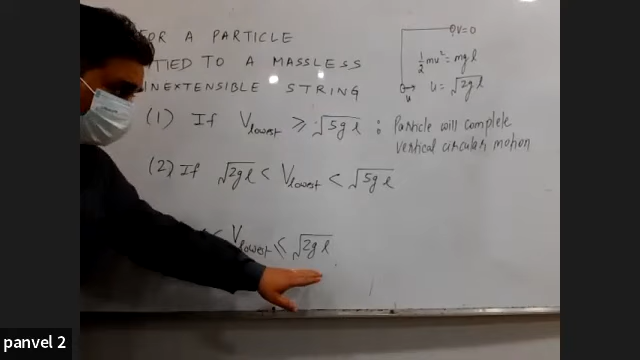 FOR A PARTICLE
TIED TO A MASSLESS
INEXTENSIBLE STRING
V=0
½mv² = mgl
u = √2gl
u
(1) If V_lowest ≥ √5gl : Particle will complete
vertical circular motion
(2) If √2gl < V_lowest < √5gl
< V_lowest ≤ √2gl
panvel 2